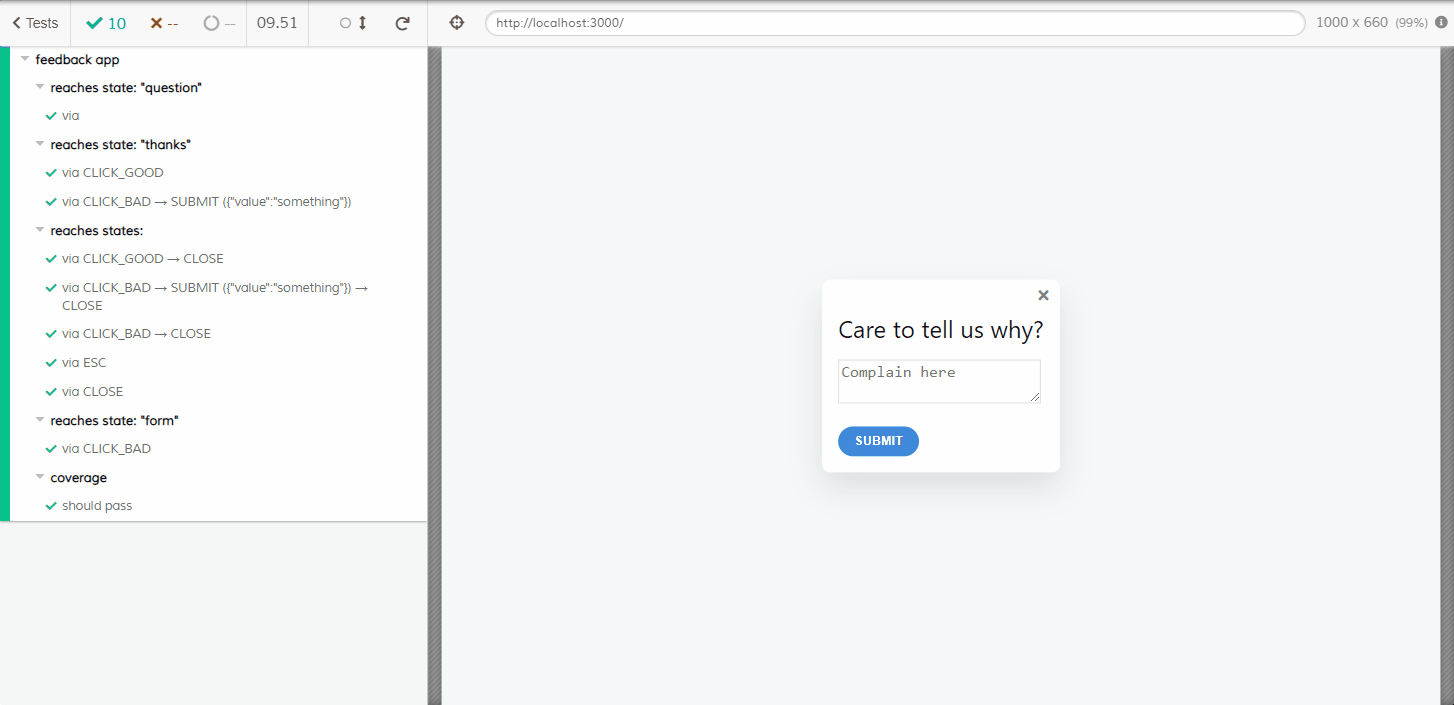 Tests 10 -- -- 09.51 http://localhost:3000/ 1000 x 660 (99%)
feedback app
reaches state: "question"
via
reaches state: "thanks"
via CLICK_GOOD
via CLICK_BAD → SUBMIT ({"value":"something"})
reaches states:
via CLICK_GOOD → CLOSE
via CLICK_BAD → SUBMIT ({"value":"something"}) →
CLOSE
via CLICK_BAD → CLOSE
via ESC
via CLOSE
reaches state: "form"
via CLICK_BAD
coverage
should pass
Care to tell us why?
Complain here
SUBMIT